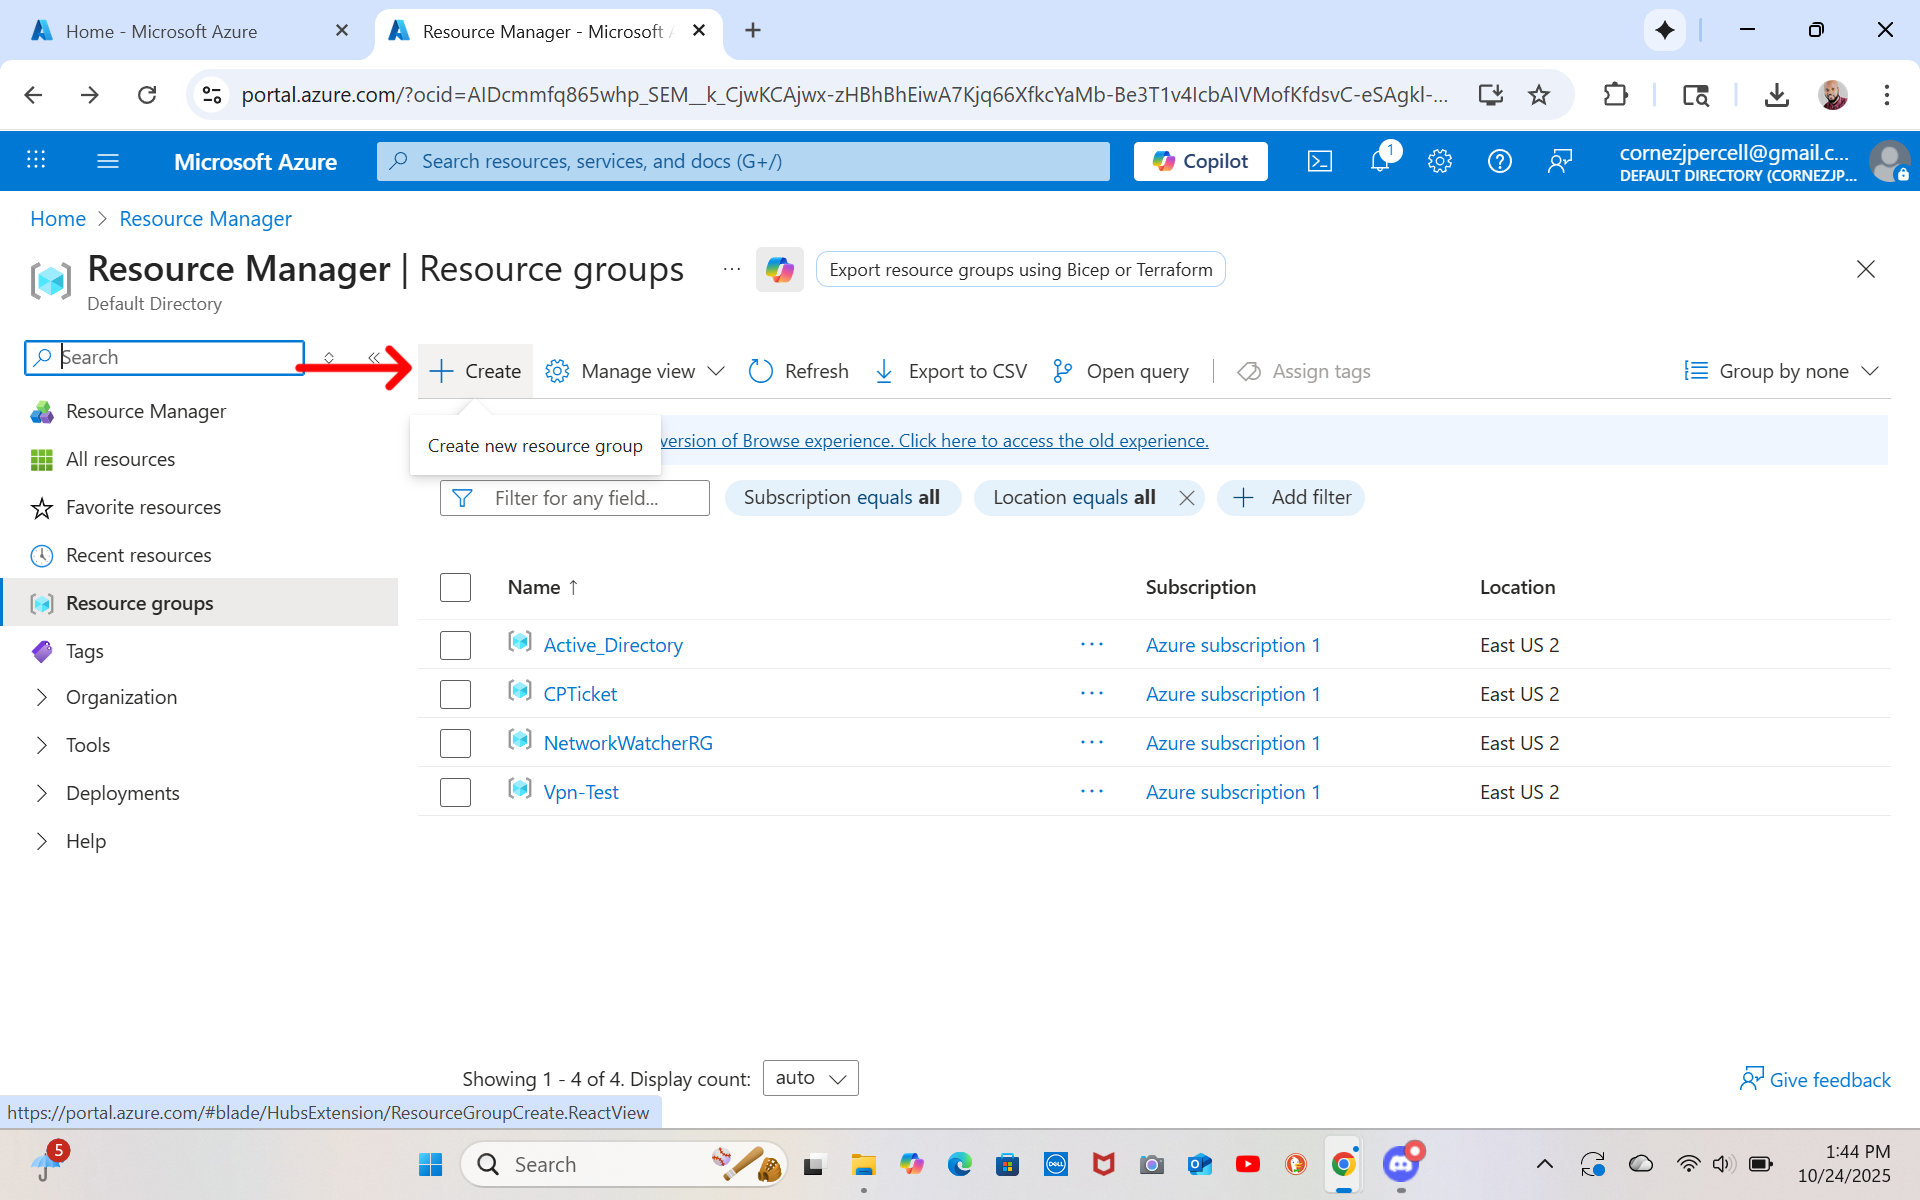 Home - Microsoft Azure
Resource Manager - Microsoft
portal.azure.com/?ocid=AIDcmmfq865whp_SEM__k_CjwKCAjwx-zHBhBhEiwA7Kjq66XfkcYaMb-Be3T1v4IcbAIVMofKfdsvC-eSAgkI-...
Microsoft Azure
Search resources, services, and docs (G+/)
Copilot
1
cornezjpercell@gmail.c...
DEFAULT DIRECTORY (CORNEZJP...
Home > Resource Manager
Resource Manager | Resource groups
...
Export resource groups using Bicep or Terraform
Default Directory
Search
Create
Manage view
Refresh
Export to CSV
Open query
Assign tags
Group by none
Create new resource group
version of Browse experience. Click here to access the old experience.
Filter for any field...
Subscription equals all
Location equals all
Add filter
Resource Manager
All resources
Favorite resources
Recent resources
Resource groups
Tags
Organization
Tools
Deployments
Help
Name ↑ Subscription Location
Active_Directory ... Azure subscription 1 East US 2
CPTicket ... Azure subscription 1 East US 2
NetworkWatcherRG ... Azure subscription 1 East US 2
Vpn-Test ... Azure subscription 1 East US 2
Showing 1 - 4 of 4. Display count: auto
Give feedback
https://portal.azure.com/#blade/HubsExtension/ResourceGroupCreate.ReactView
5
Search
DELL
1:44 PM
10/24/2025